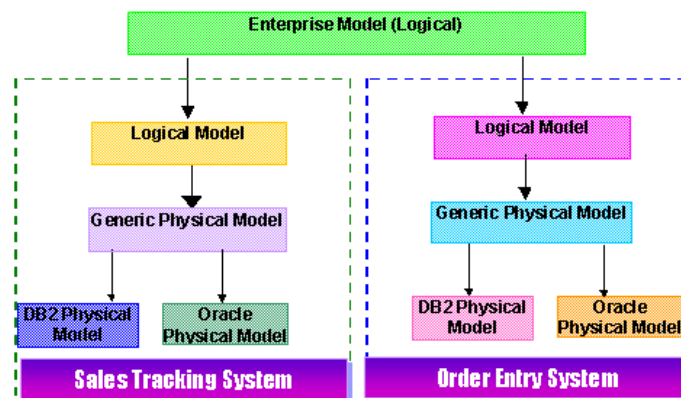 Enterprise Model (Logical)
Logical Model
Generic Physical Model
DB2 Physical
Model
Oracle
Physical Model
Sales Tracking System
Logical Model
Generic Physical Model
DB2 Physical
Model
Oracle
Physical Model
Order Entry System